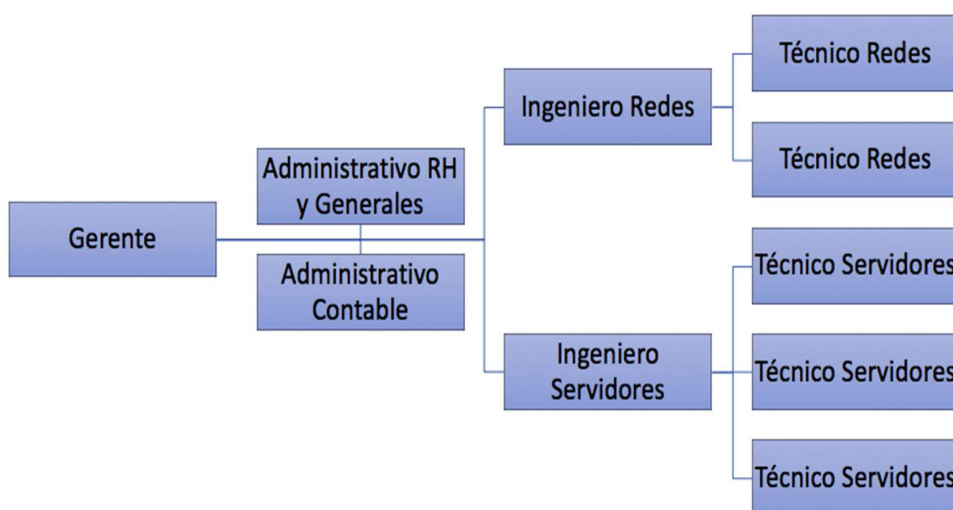 Gerente
Administrativo RH
y Generales
Administrativo
Contable
Ingeniero Redes
Ingeniero
Servidores
Técnico Redes
Técnico Redes
Técnico Servidores
Técnico Servidores
Técnico Servidores